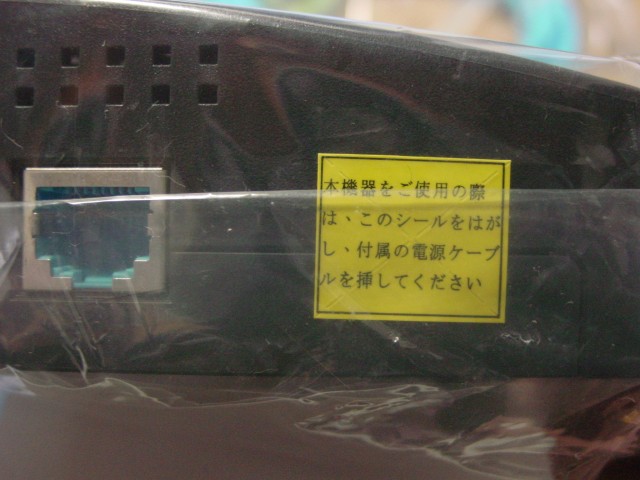 本機器をご使用の際
は、このシールをはが
し、付属の電源ケーブ
ルを挿してください